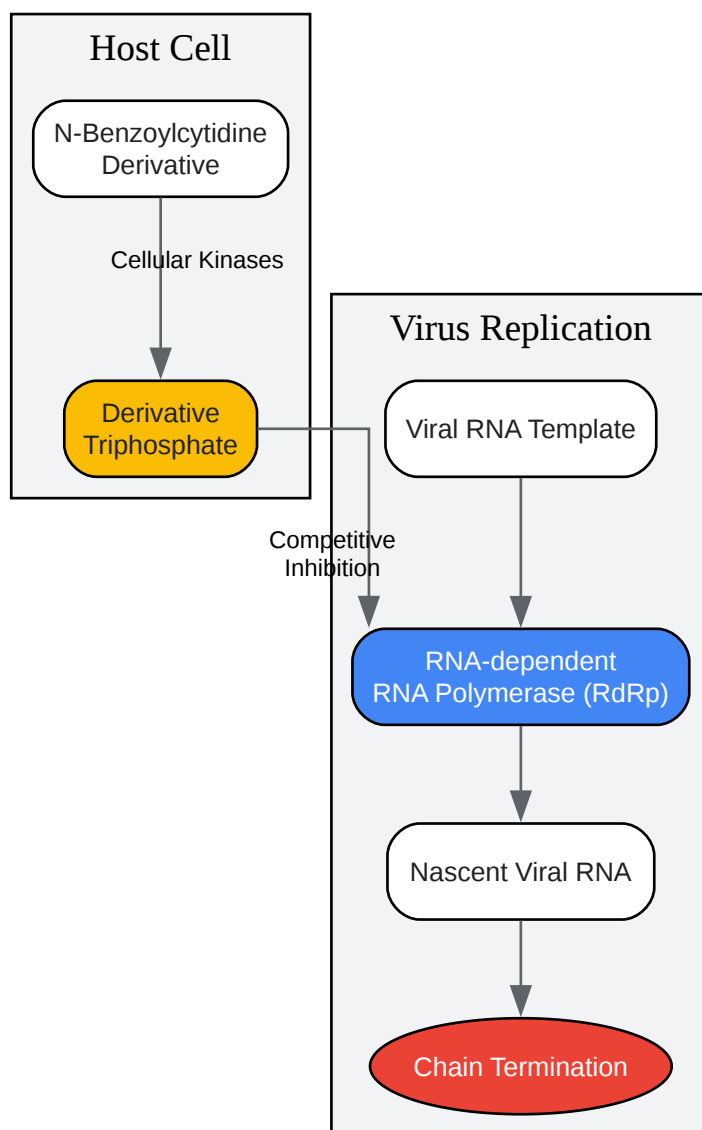 Host Cell
N-Benzoylcytidine
Derivative
Cellular Kinases
Derivative
Triphosphate
Competitive
Inhibition
Virus Replication
Viral RNA Template
RNA-dependent
RNA Polymerase (RdRp)
Nascent Viral RNA
Chain Termination